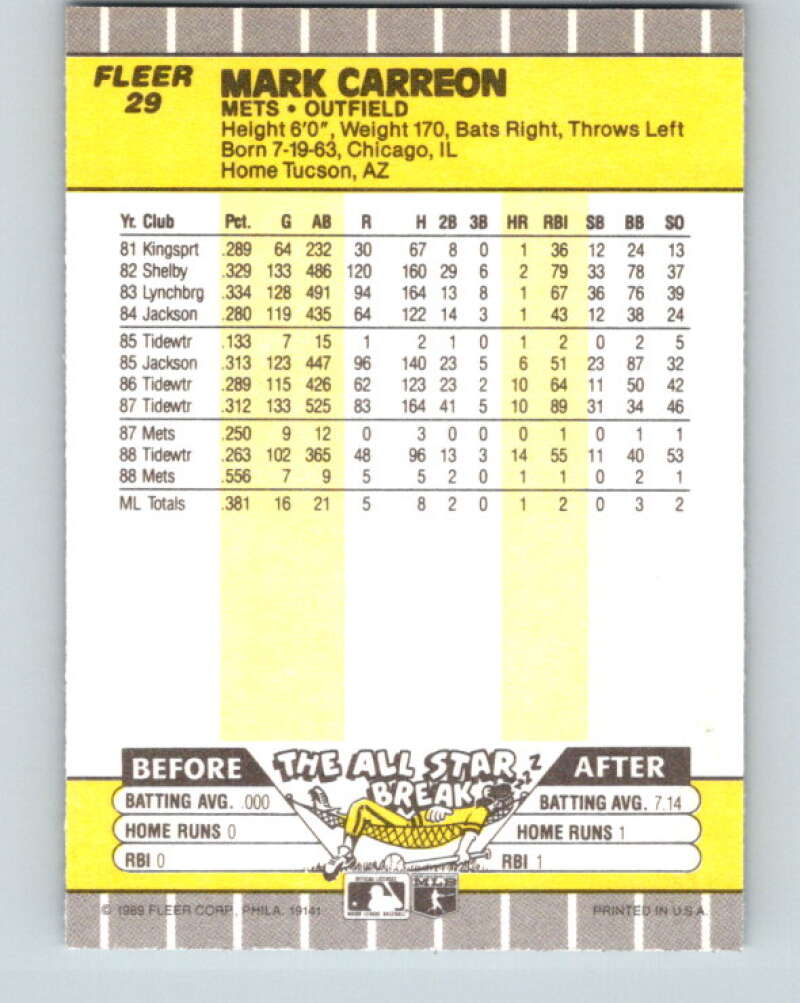 FLEER
29
MARK CARREON
METS • OUTFIELD
Height 6'0", Weight 170, Bats Right, Throws Left
Born 7-19-63, Chicago, IL
Home Tucson, AZ
Yr. Club Pct. G AB R H 2B 3B HR RBI SB BB SO
81 Kingsprt .289 64 232 30 67 8 0 1 36 12 24 13
82 Shelby .329 133 486 120 160 29 6 2 79 33 78 37
83 Lynchbrg .334 128 491 94 164 13 8 1 67 36 76 39
84 Jackson .280 119 435 64 122 14 3 1 43 12 38 24
85 Tidewtr .133 7 15 1 2 1 0 1 2 0 2 5
85 Jackson .313 123 447 96 140 23 5 6 51 23 87 32
86 Tidewtr .289 115 426 62 123 23 2 10 64 11 50 42
87 Tidewtr .312 133 525 83 164 41 5 10 89 31 34 46
87 Mets .250 9 12 0 3 0 0 0 1 0 1 1
88 Tidewtr .263 102 365 48 96 13 3 14 55 11 40 53
88 Mets .556 7 9 5 5 2 0 1 1 0 2 1
ML Totals .381 16 21 5 8 2 0 1 2 0 3 2
BEFORE THE ALL STAR BREAK ZZZ AFTER
BATTING AVG. .000 BATTING AVG. 7.14
HOME RUNS 0 HOME RUNS 1
RBI 0 RBI 1
© 1989 FLEER CORP. PHILA. 19141 PRINTED IN U.S.A.